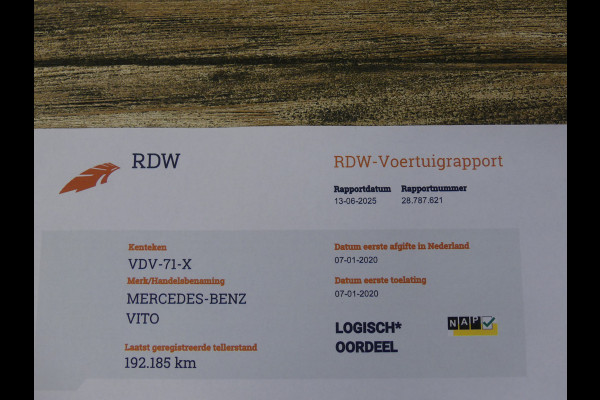 RDW
RDW-Voertuigrapport
Rapportdatum Rapportnummer
13-06-2025 28.787.621
Kenteken
VDV-71-X
Merk/Handelsbenaming
MERCEDES-BENZ
VITO
Laatst geregistreerde tellerstand
192.185 km
Datum eerste afgifte in Nederland
07-01-2020
Datum eerste toelating
07-01-2020
LOGISCH*
OORDEEL
NAP